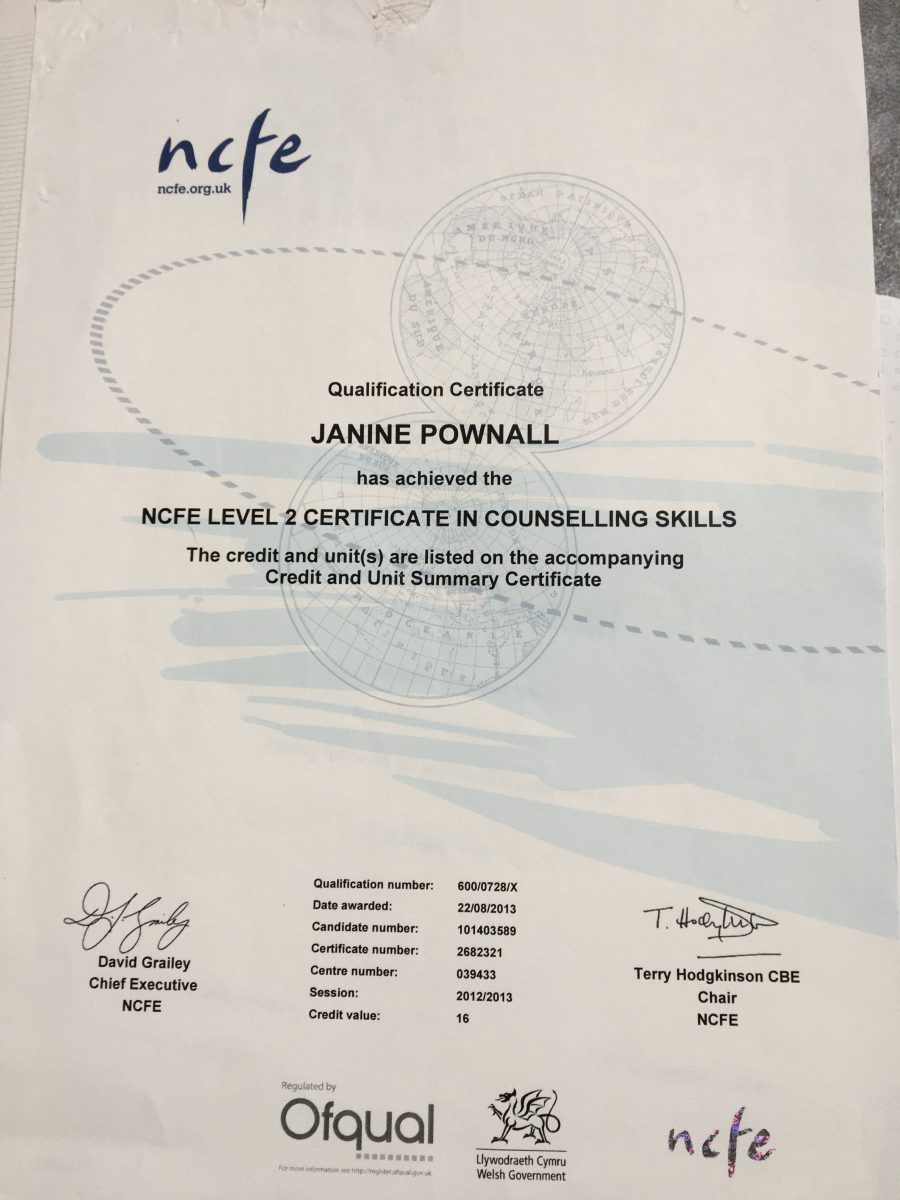 ncfe
ncfe.org.uk
AMÉRIQUE
DU NORD
Qualification Certificate
JANINE POWNALL
has achieved the
NCFE LEVEL 2 CERTIFICATE IN COUNSELLING SKILLS
The credit and unit(s) are listed on the accompanying
Credit and Unit Summary Certificate
OCEANIE
Qualification number: 600/0728/X
Date awarded: 22/08/2013
Candidate number: 101403589
Certificate number: 2682321
Centre number: 039433
Session: 2012/2013
Credit value: 16
David Grailey
Chief Executive
NCFE
Terry Hodgkinson CBE
Chair
NCFE
Regulated by
Ofqual
For more information see http://register.ofqual.gov.uk
Llywodraeth Cymru
Welsh Government
ncfe